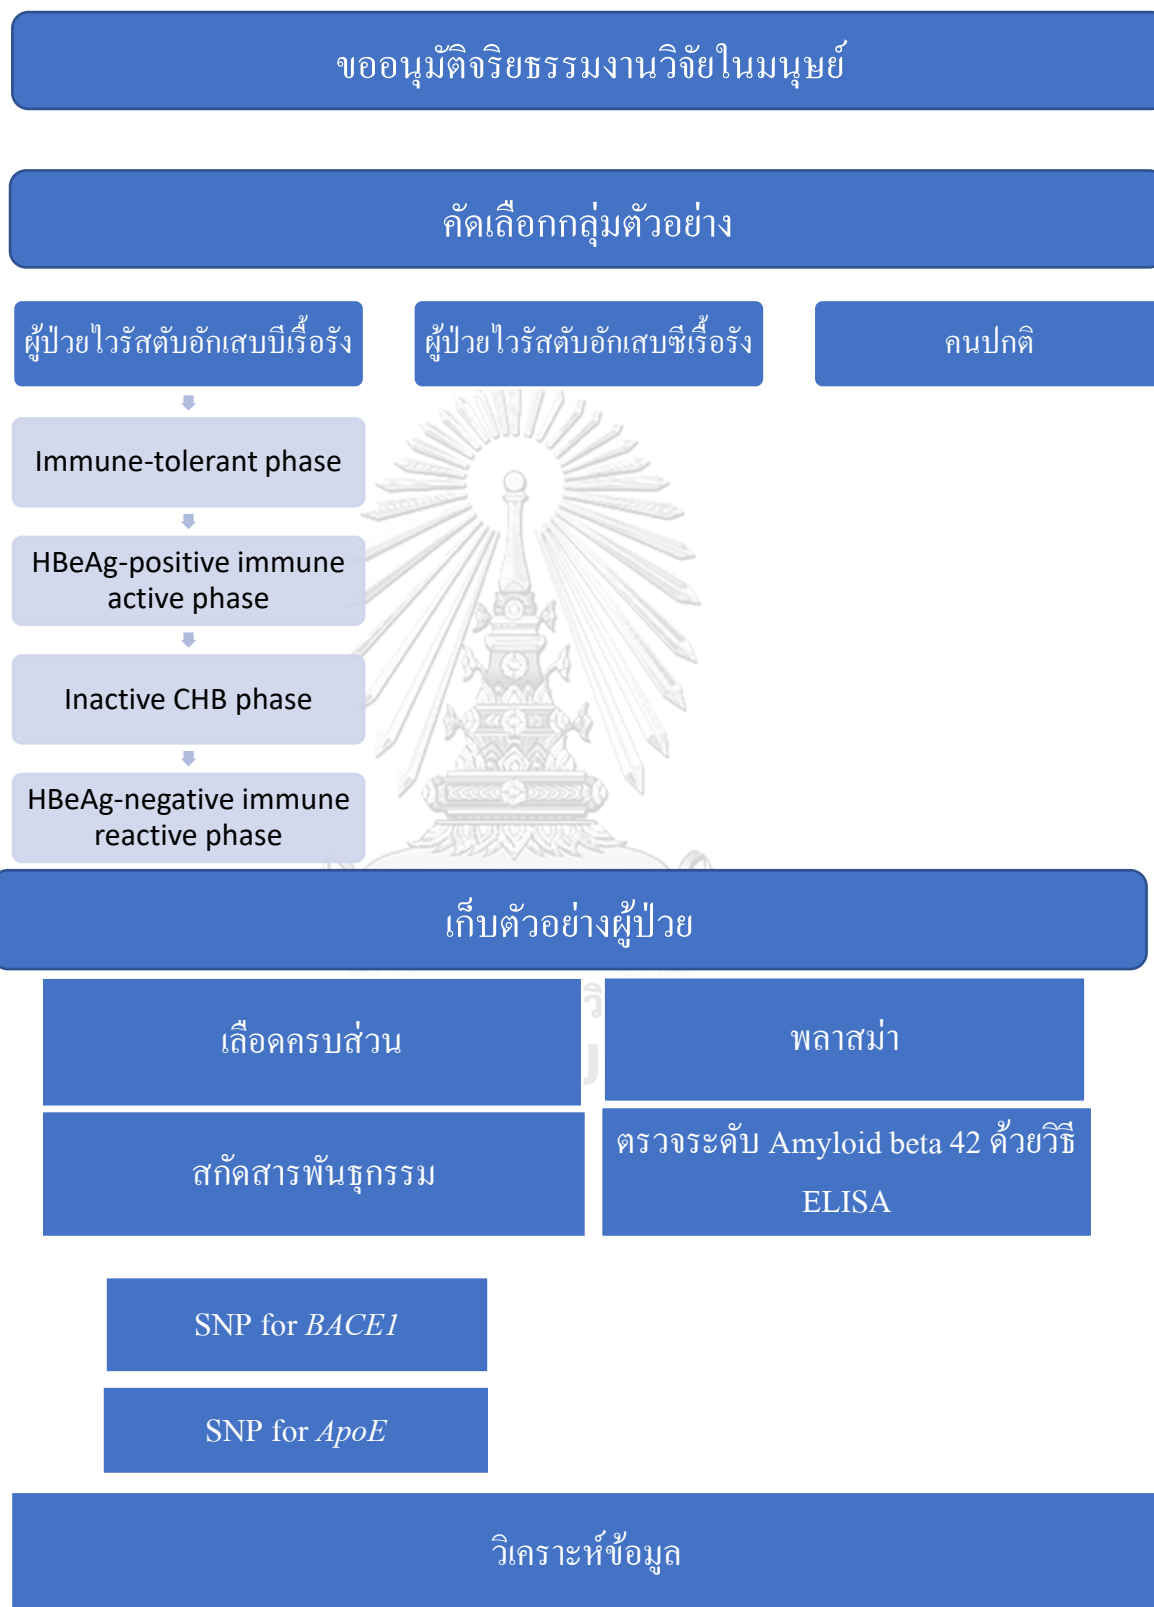 ขออนุมัติจริยธรรมงานวิจัยในมนุษย์
คัดเลือกกลุ่มตัวอย่าง
ผู้ป่วยไวรัสตับอักเสบบีเรื้อรัง
ผู้ป่วยไวรัสตับอักเสบซีเรื้อรัง
คนปกติ
Immune-tolerant phase
HBeAg-positive immune
active phase
Inactive CHB phase
HBeAg-negative immune
reactive phase
เก็บตัวอย่างผู้ป่วย
เลือดครบส่วน
พลาสม่า
สกัดสารพันธุกรรม
ตรวจระดับ Amyloid beta 42 ด้วยวิธี
ELISA
SNP for BACE1
SNP for ApoE
วิเคราะห์ข้อมูล